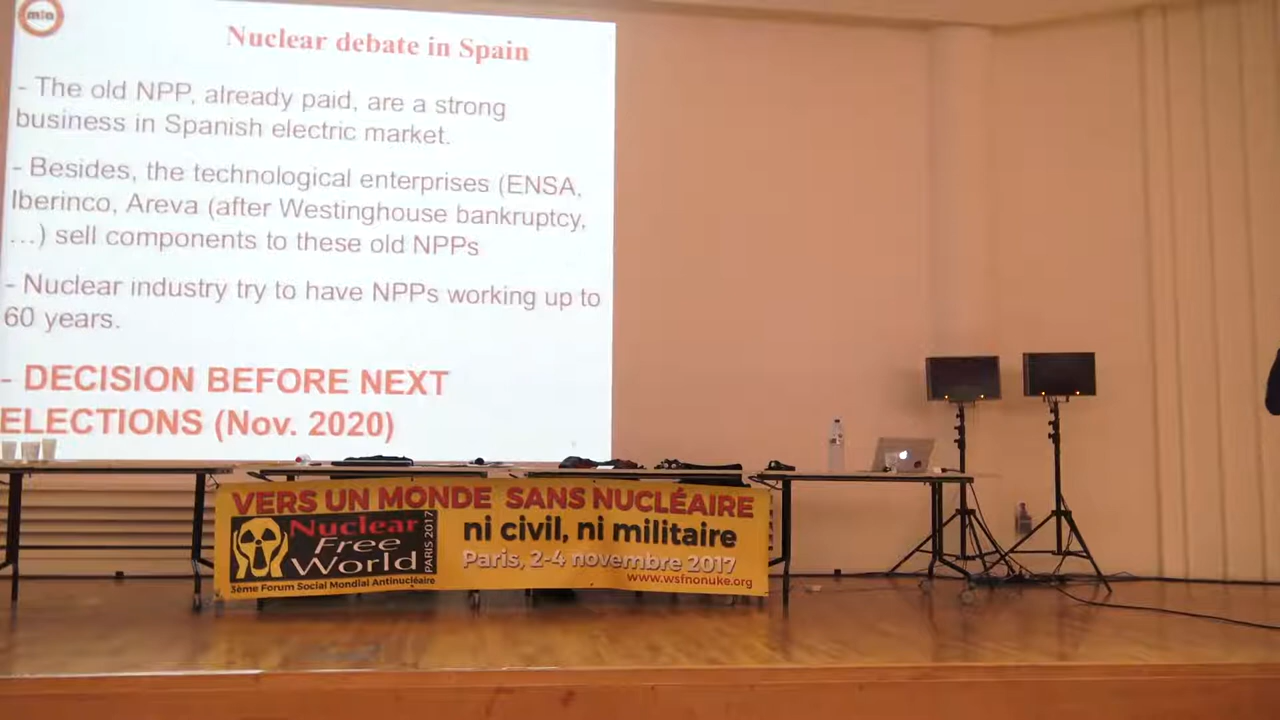 mia
Nuclear debate in Spain
- The old NPP, already paid, are a strong
business in Spanish electric market.
- Besides, the technological enterprises (ENSA,
Iberinco, Areva (after Westinghouse bankruptcy,
...) sell components to these old NPPs
- Nuclear industry try to have NPPs working up to
60 years.
- DECISION BEFORE NEXT
ELECTIONS (Nov. 2020)
VERS UN MONDE SANS NUCLÉAIRE
ni civil, ni militaire
Nuclear
Free
World
PARIS 2017
Paris, 2-4 novembre 2017
3ème Forum Social Mondial Antinucléaire
www.wsfnonuke.org